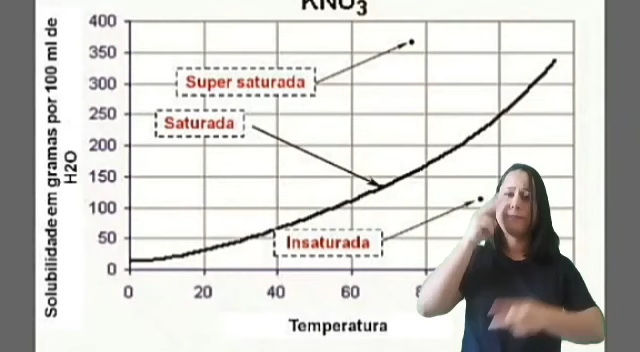 KNO3
400
350
300
250
200
150
100
50
0
Solubilidade em gramas por 100 ml de
H2O
Super saturada
Saturada
Insaturada
0 20 40 60 8
Temperatura